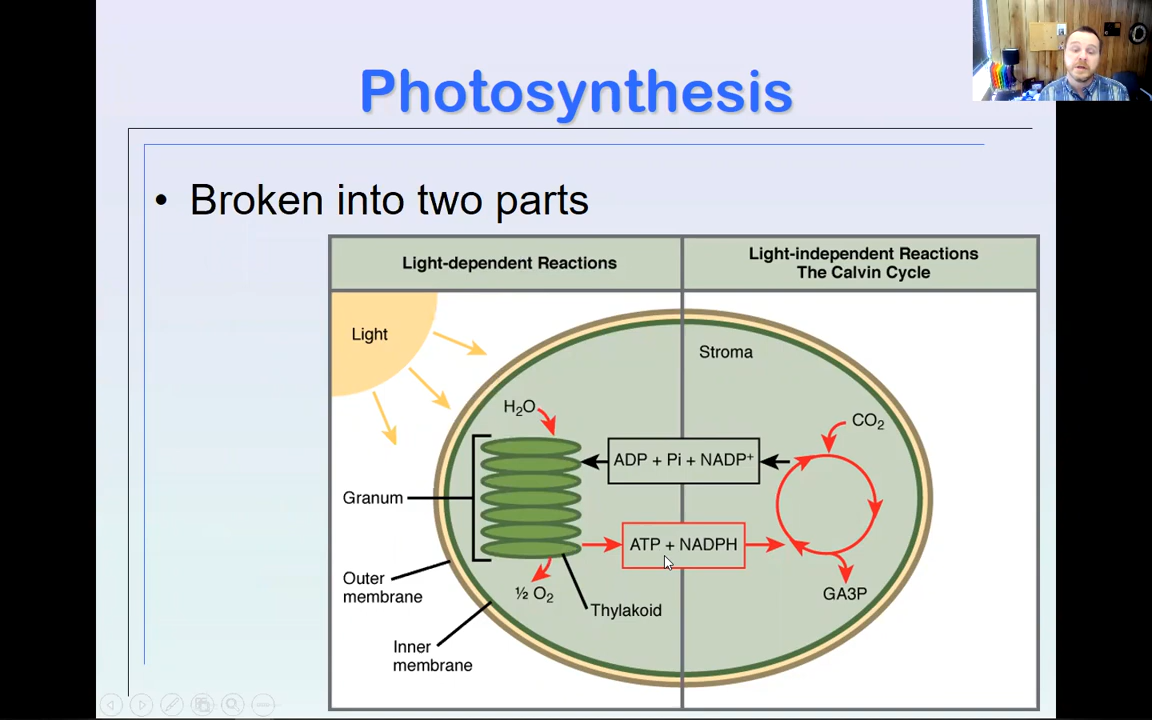 Photosynthesis
• Broken into two parts
Light-dependent Reactions
Light-independent Reactions
The Calvin Cycle
Light
Stroma
H₂O
CO₂
ADP + Pi + NADP⁺
Granum
ATP + NADPH
Outer
membrane
½ O₂
GA3P
Thylakoid
Inner
membrane